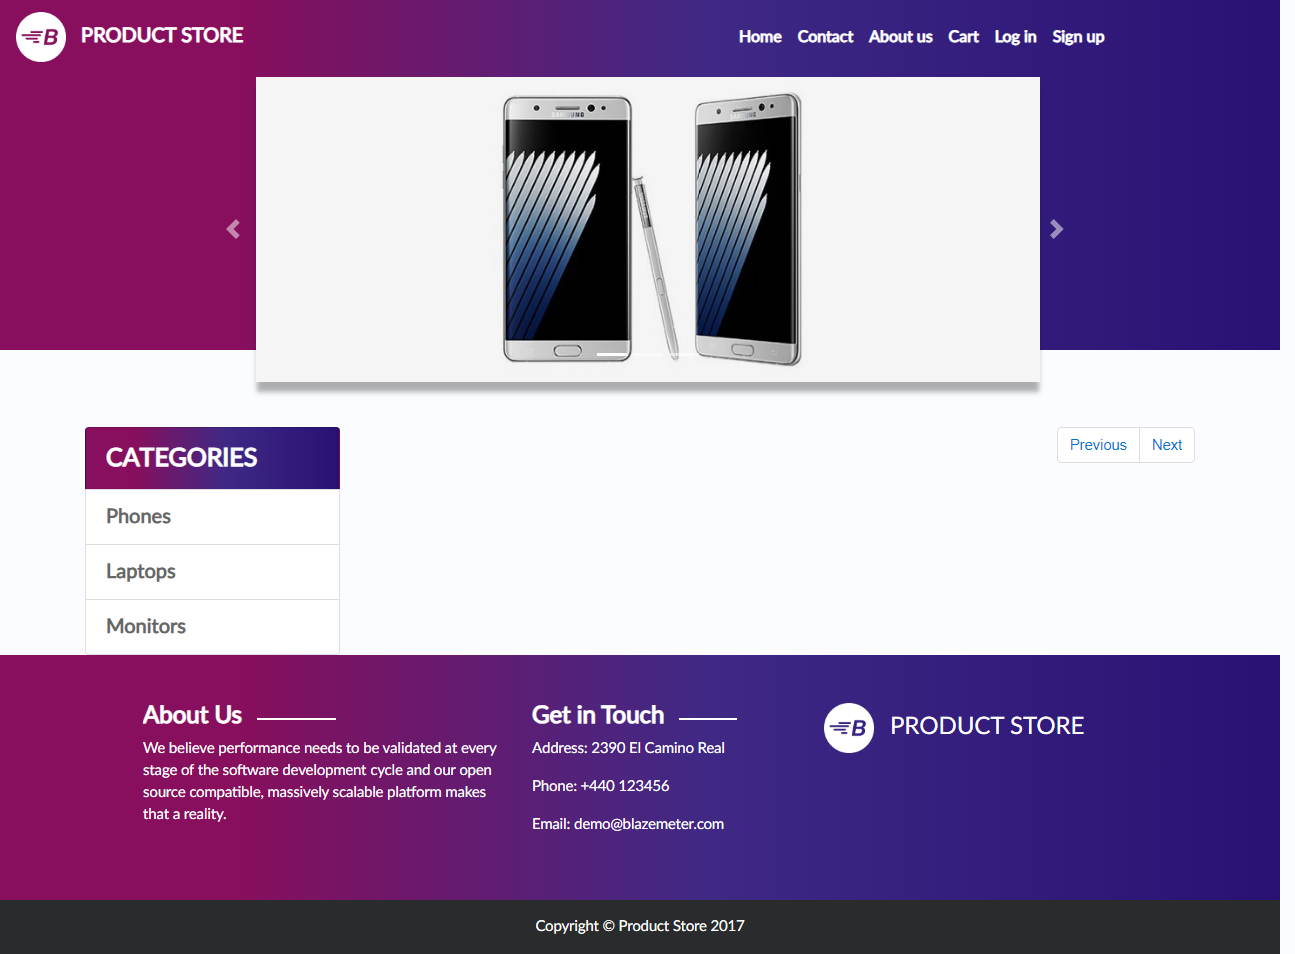 B PRODUCT STORE
Home Contact About us Cart Log in Sign up
SAMSUNG SAMSUNG
CATEGORIES
Phones
Laptops
Monitors
Previous Next
About Us
We believe performance needs to be validated at every
stage of the software development cycle and our open
source compatible, massively scalable platform makes
that a reality.
Get in Touch
Address: 2390 El Camino Real
Phone: +440 123456
Email: demo@blazemeter.com
B PRODUCT STORE
Copyright © Product Store 2017